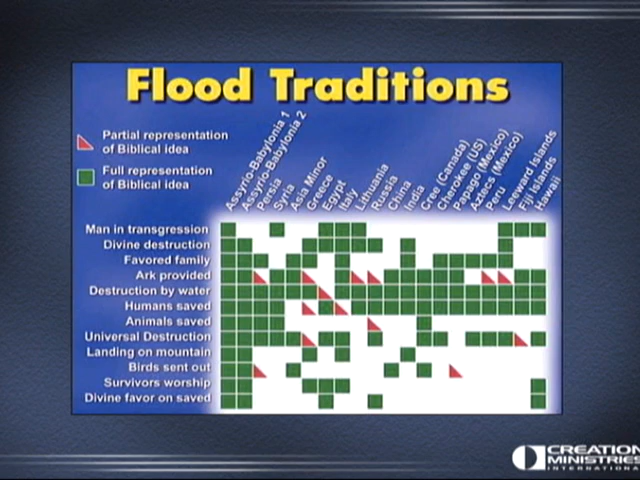 Flood Traditions
Partial representation
of Biblical idea
Full representation
of Biblical idea
Assyrio-Babylonia 1
Assyrio-Babylonia 2
Persia
Syria
Asia Minor
Greece
Egypt
Italy
Lithuania
Russia
China
India
Cree (Canada)
Cherokee (US)
Papago (Mexico)
Aztecs (Mexico)
Peru
Leeward Islands
Fiji Islands
Hawaii
Man in transgression
Divine destruction
Favored family
Ark provided
Destruction by water
Humans saved
Animals saved
Universal Destruction
Landing on mountain
Birds sent out
Survivors worship
Divine favor on saved
CREATION
MINISTRIES
INTERNATIONAL